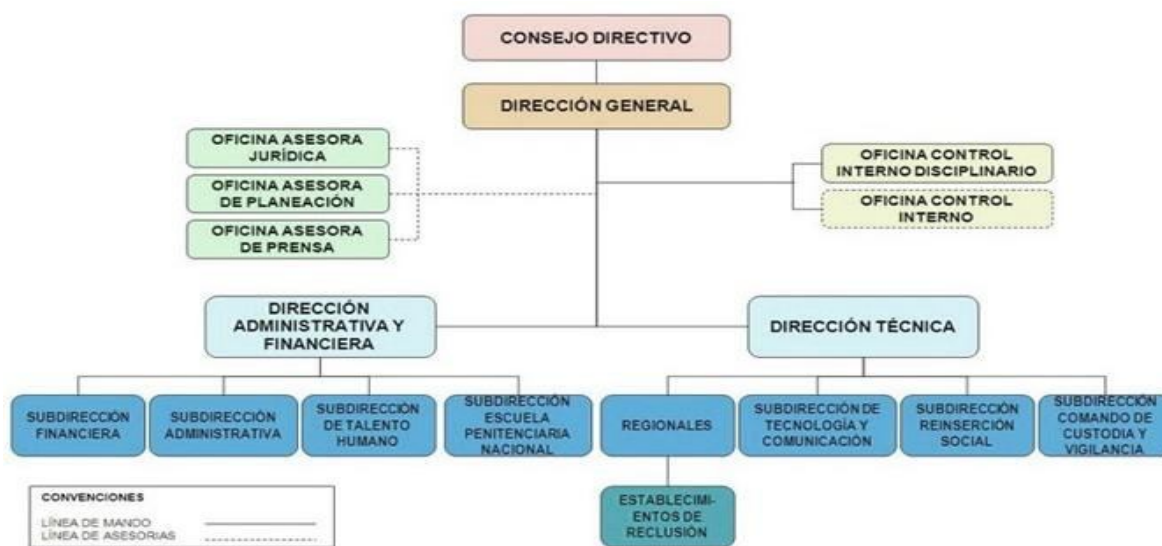 CONSEJO DIRECTIVO
DIRECCIÓN GENERAL
OFICINA ASESORA
JURÍDICA
OFICINA ASESORA
DE PLANEACIÓN
OFICINA ASESORA
DE PRENSA
OFICINA CONTROL
INTERNO DISCIPLINARIO
OFICINA CONTROL
INTERNO
DIRECCIÓN
ADMINISTRATIVA Y
FINANCIERA
DIRECCIÓN TÉCNICA
SUBDIRECCIÓN
FINANCIERA
SUBDIRECCIÓN
ADMINISTRATIVA
SUBDIRECCIÓN
DE TALENTO
HUMANO
SUBDIRECCIÓN
ESCUELA
PENITENCIARIA
NACIONAL
REGIONALES
SUBDIRECCIÓN DE
TECNOLOGÍA Y
COMUNICACIÓN
SUBDIRECCIÓN
REINSERCIÓN
SOCIAL
SUBDIRECCIÓN
COMANDO DE
CUSTODIA Y
VIGILANCIA
ESTABLECIMI-
ENTOS DE
RECLUSIÓN
CONVENCIONES
LÍNEA DE MANDO
LÍNEA DE ASESORIAS